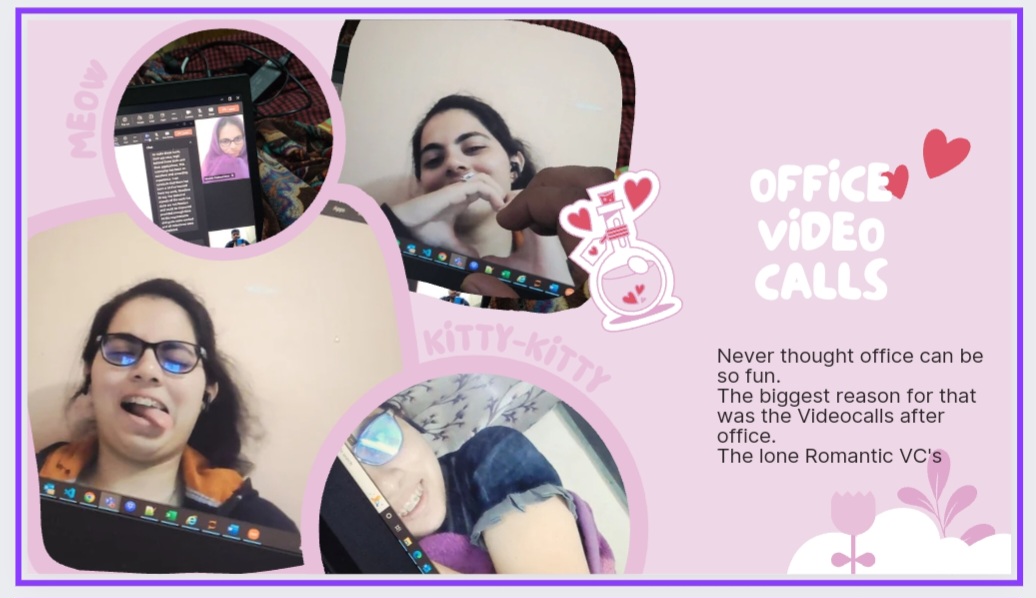 MEOW
OFFICE
VIDEO
CALLS
KITTY-KITTY
Never thought office can be
so fun.
The biggest reason for that
was the Videocalls after
office.
The lone Romantic VC's